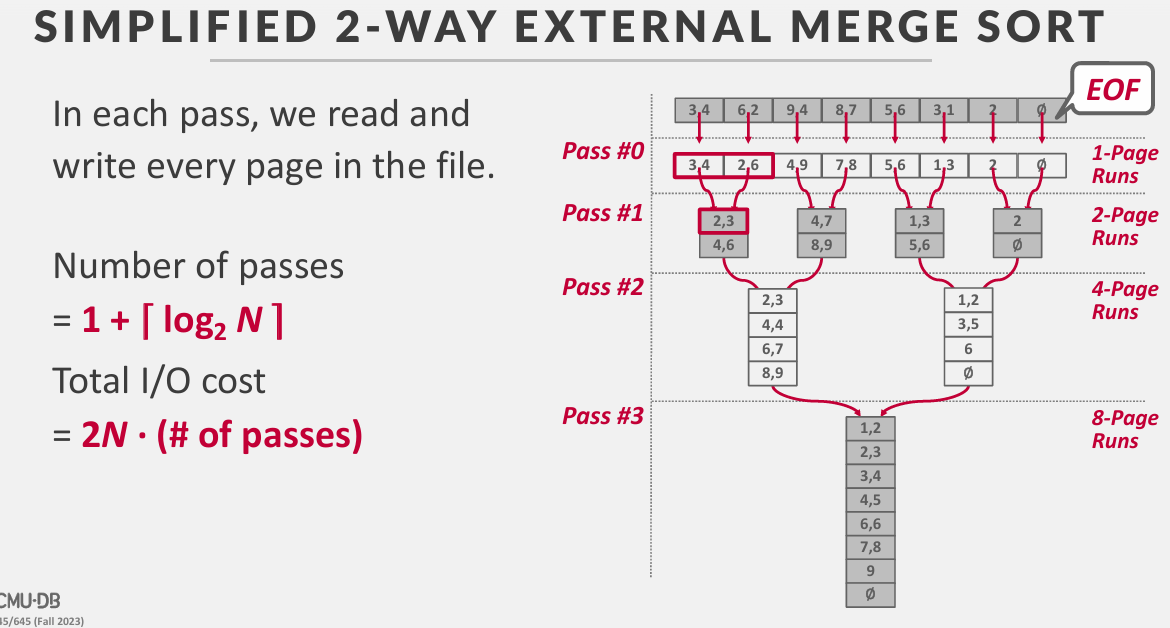 SIMPLIFIED 2-WAY EXTERNAL MERGE SORT
In each pass, we read and
write every page in the file.
Number of passes
= 1 + ⌈ log₂ N ⌉
Total I/O cost
= 2N · (# of passes)
EOF
3,4 6,2 9,4 8,7 5,6 3,1 2 Ø
Pass #0
3,4 2,6 4,9 7,8 5,6 1,3 2 Ø
1-Page
Runs
Pass #1
2,3 4,7 1,3 2
4,6 8,9 5,6 Ø
2-Page
Runs
Pass #2
2,3 1,2
4,4 3,5
6,7 6
8,9 Ø
4-Page
Runs
Pass #3
1,2
2,3
3,4
4,5
6,6
7,8
9
Ø
8-Page
Runs
CMU·DB
45/645 (Fall 2023)